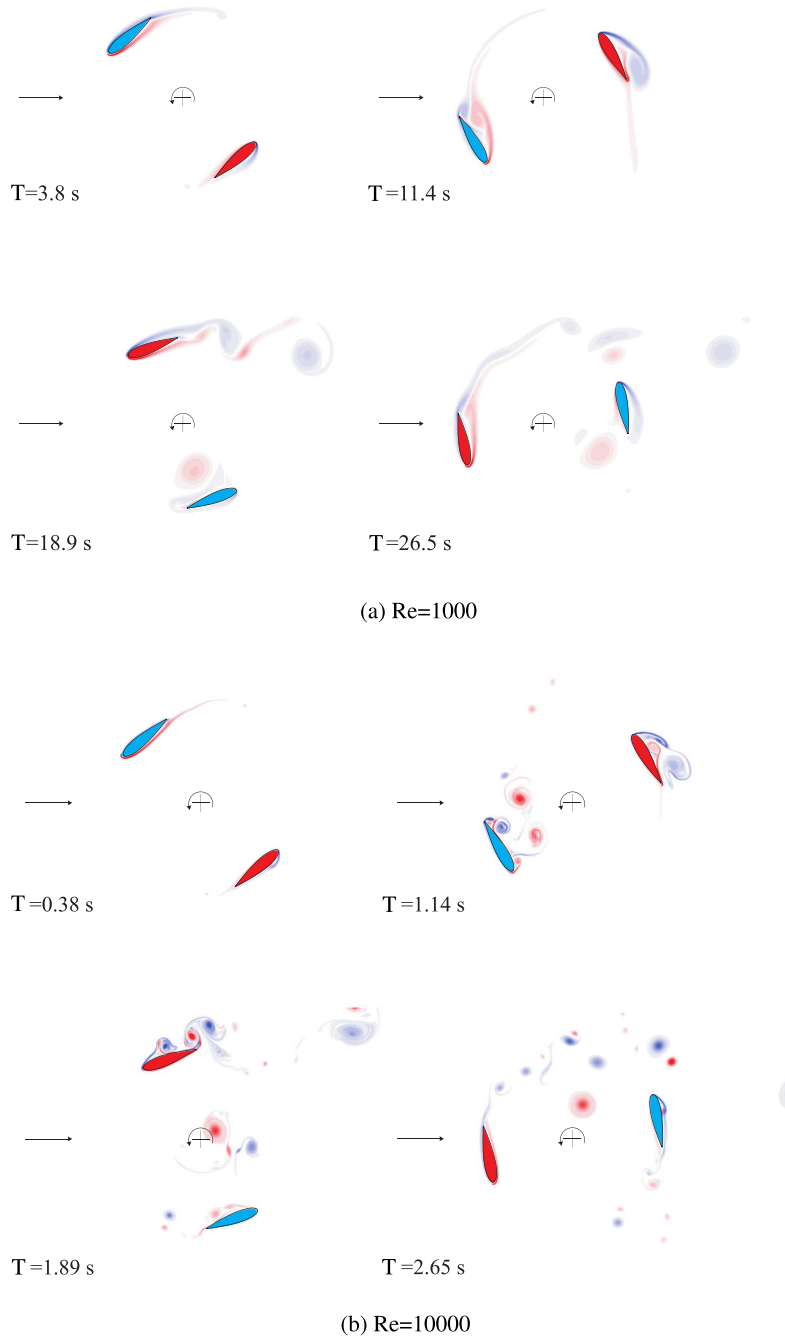 T=3.8 s
T=11.4 s
T=18.9 s
T=26.5 s
(a) Re=1000
T=0.38 s
T=1.14 s
T=1.89 s
T=2.65 s
(b) Re=10000